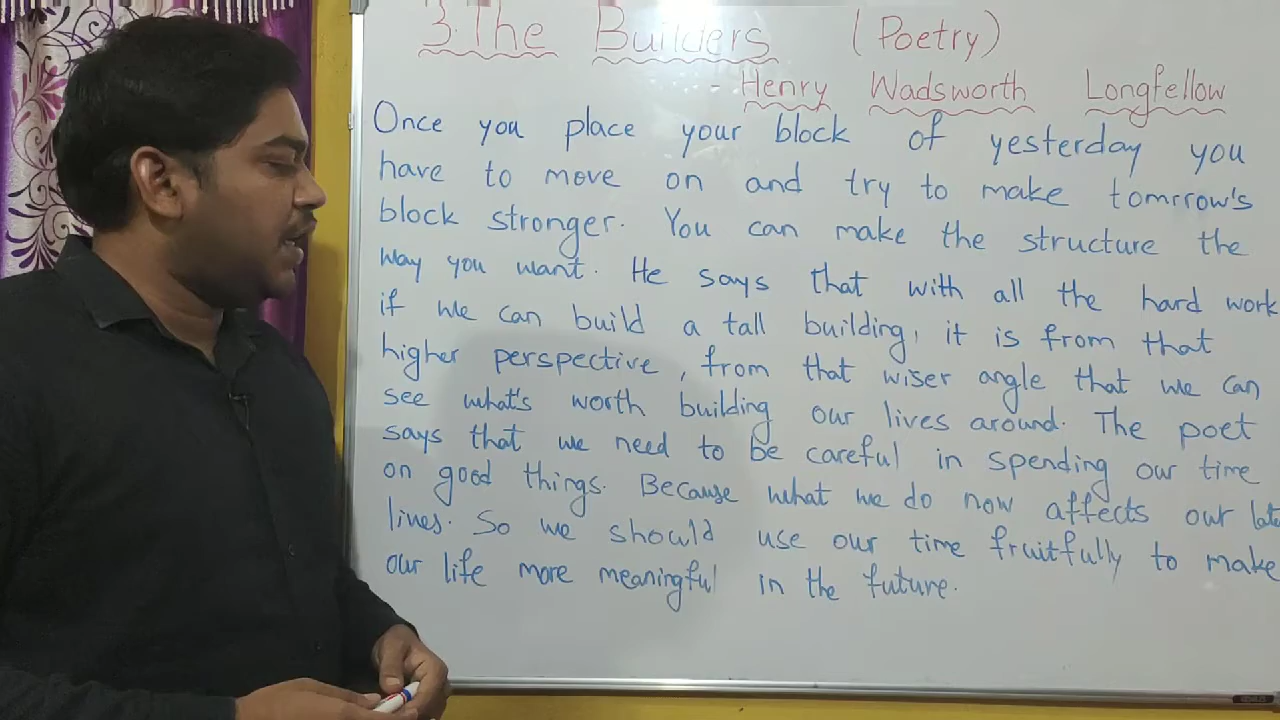 3. The Builders (Poetry)
- Henry Wadsworth Longfellow
Once you place your block of yesterday you
have to move on and try to make tomrrow's
block stronger. You can make the structure the
way you want. He says that with all the hard work
if we can build a tall building, it is from that
higher perspective, from that wiser angle that we can
see what's worth building our lives around. The poet
says that we need to be careful in spending our time
on good things. Because what we do now affects our late
lives. So we should use our time fruitfully to make
our life more meaningful in the future.